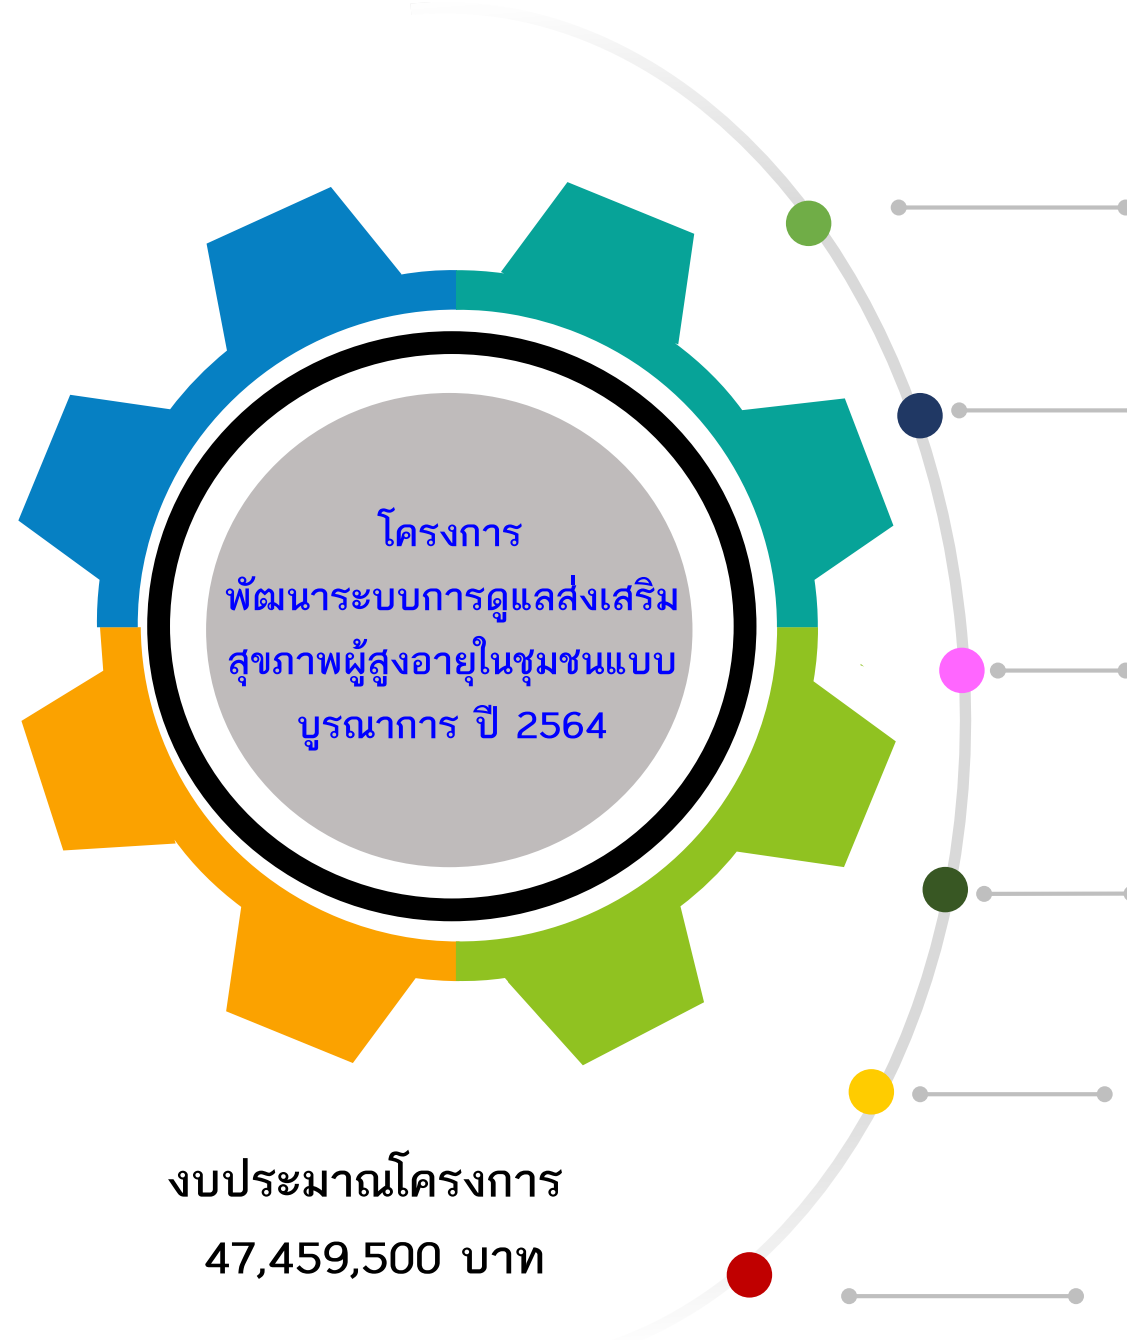 โครงการ
พัฒนาระบบการดูแลส่งเสริม
สุขภาพผู้สูงอายุในชุมชนแบบ
บูรณาการ ปี 2564
งบประมาณโครงการ
47,459,500 บาท